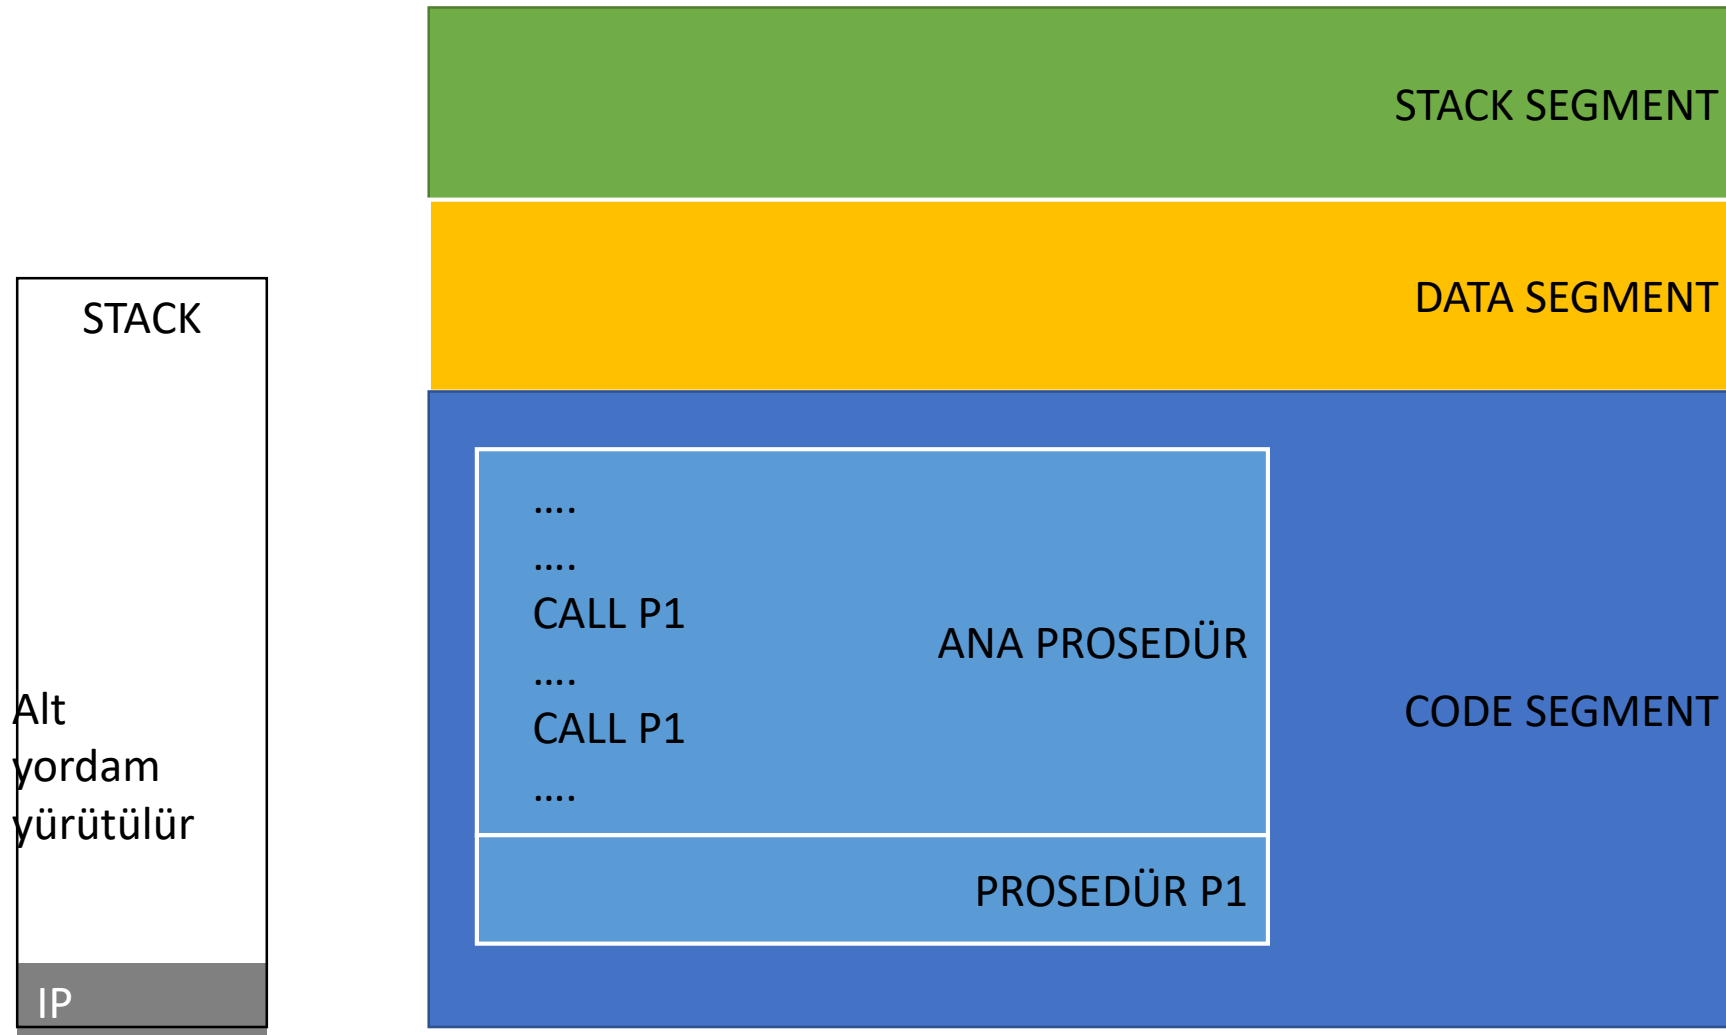 STACK SEGMENT
DATA SEGMENT
STACK
Alt
yordam
yürütülür
IP
....
....
CALL P1
....
CALL P1
....
ANA PROSEDÜR
PROSEDÜR P1
CODE SEGMENT